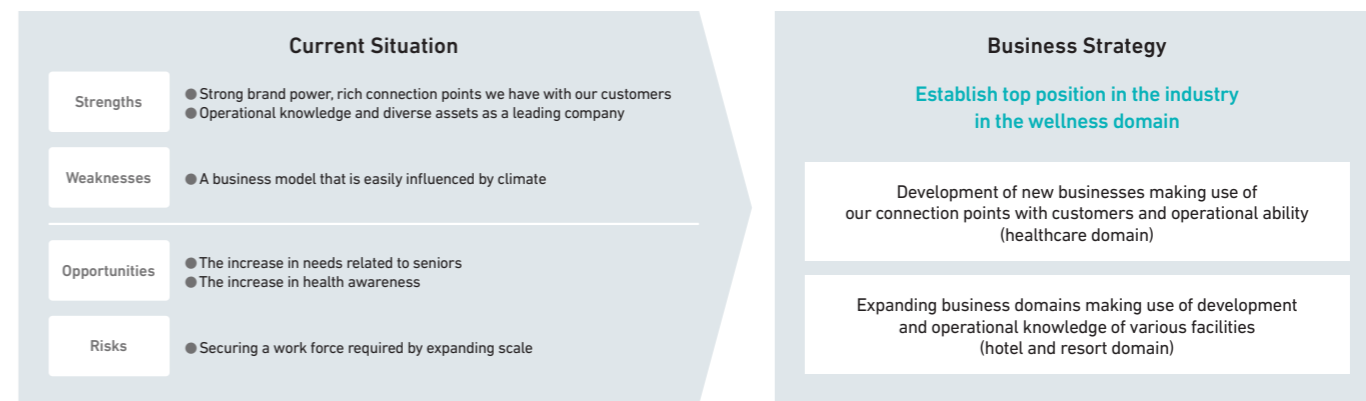 Current Situation
Strengths
● Strong brand power, rich connection points we have with our customers
● Operational knowledge and diverse assets as a leading company
Weaknesses
● A business model that is easily influenced by climate
Opportunities
● The increase in needs related to seniors
● The increase in health awareness
Risks
● Securing a work force required by expanding scale
Business Strategy
Establish top position in the industry
in the wellness domain
Development of new businesses making use of
our connection points with customers and operational ability
(healthcare domain)
Expanding business domains making use of development
and operational knowledge of various facilities
(hotel and resort domain)